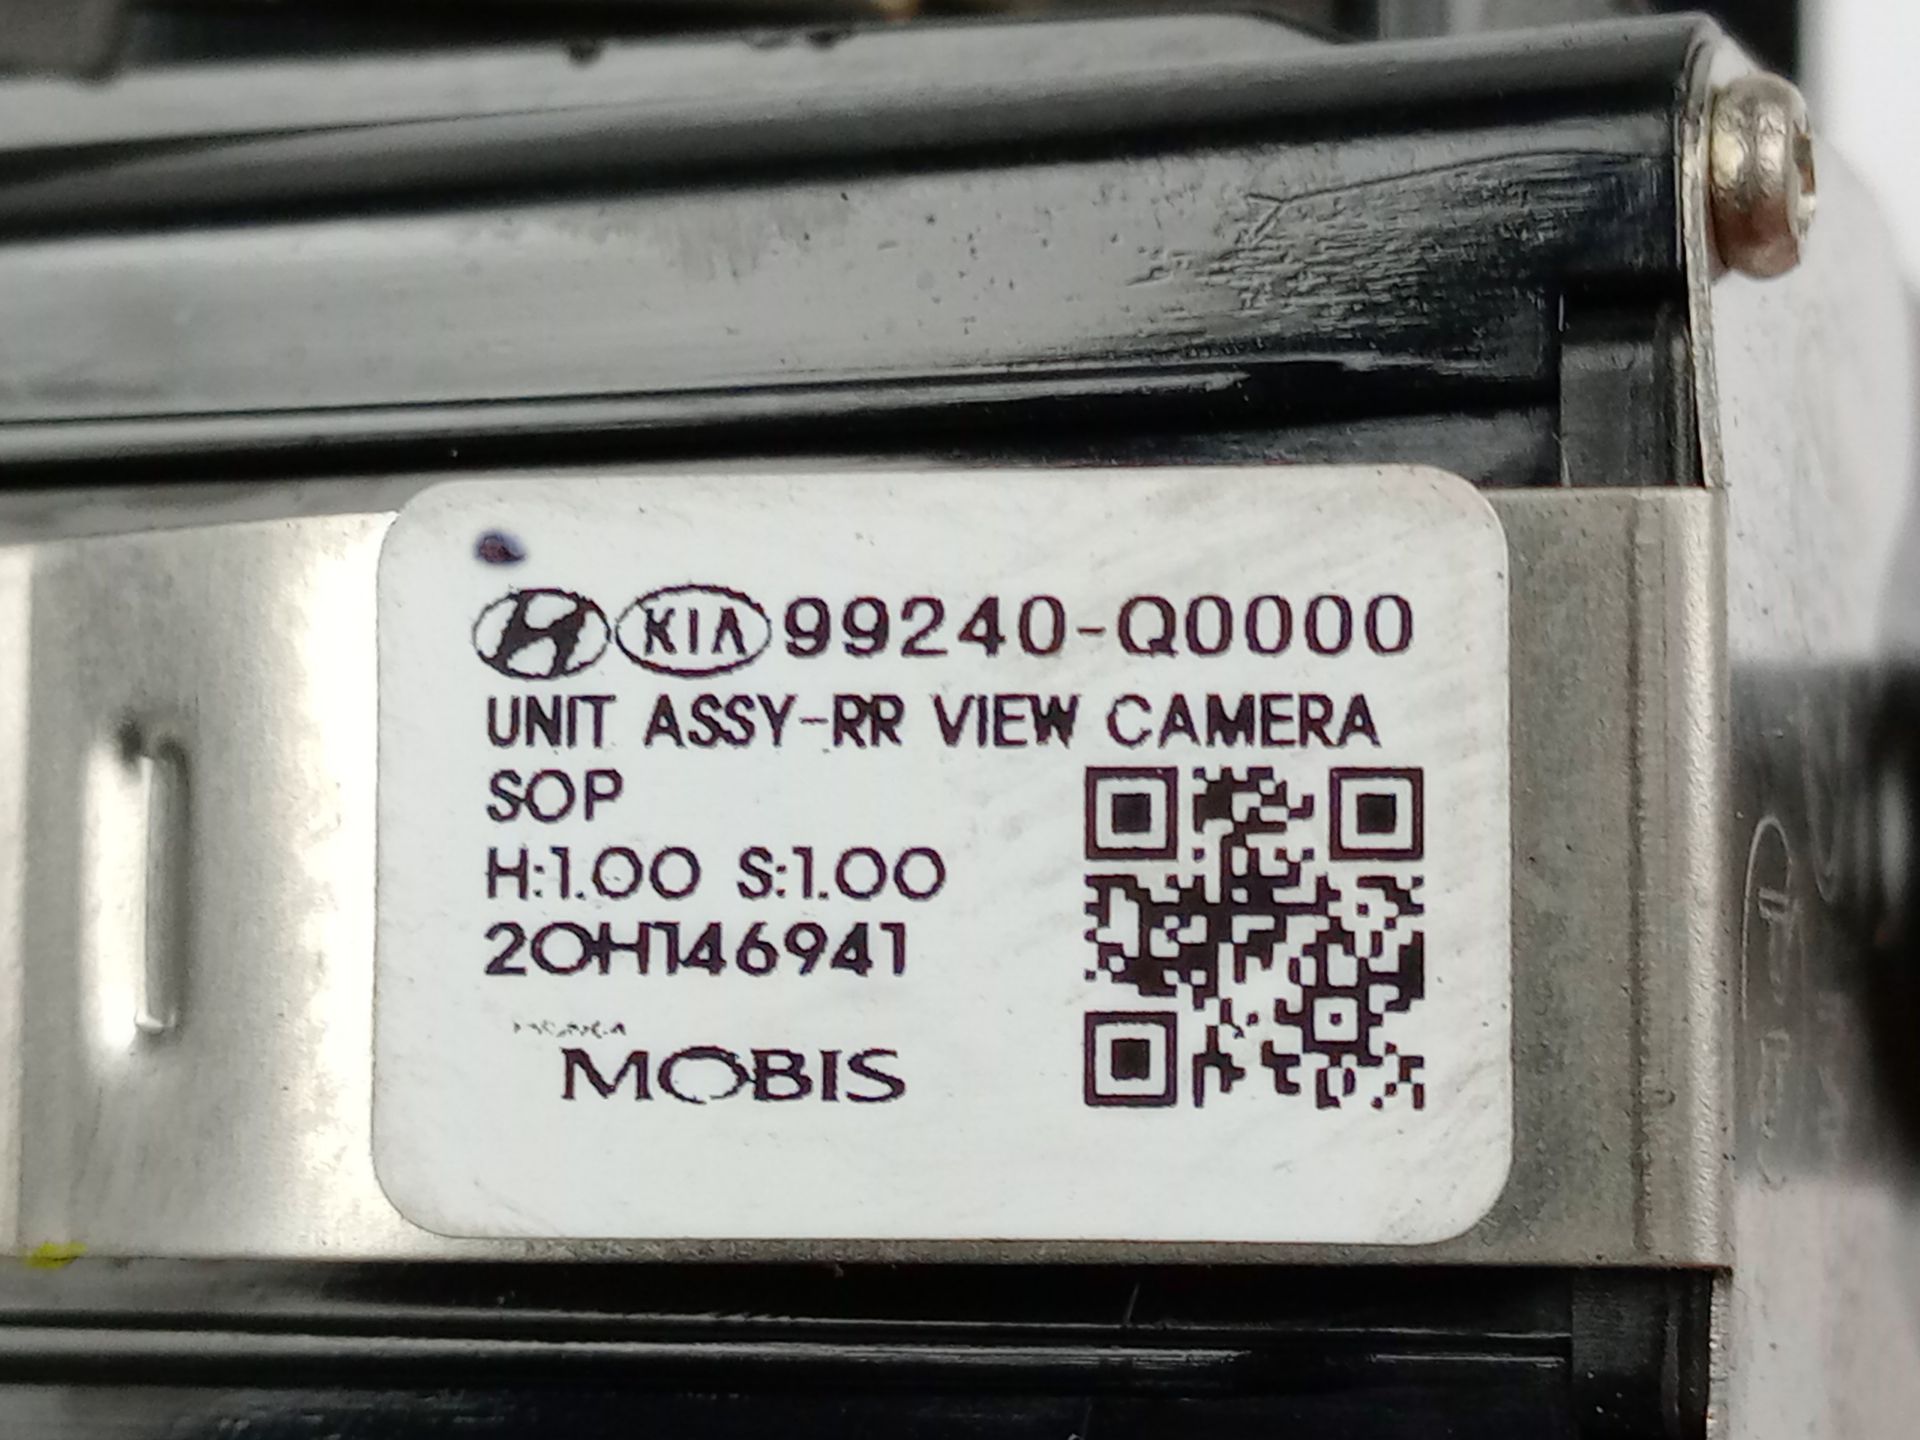 KIA 99240-Q0000
UNIT ASSY-RR VIEW CAMERA
SOP
H:1.00 S:1.00
20H146941
MOBIS